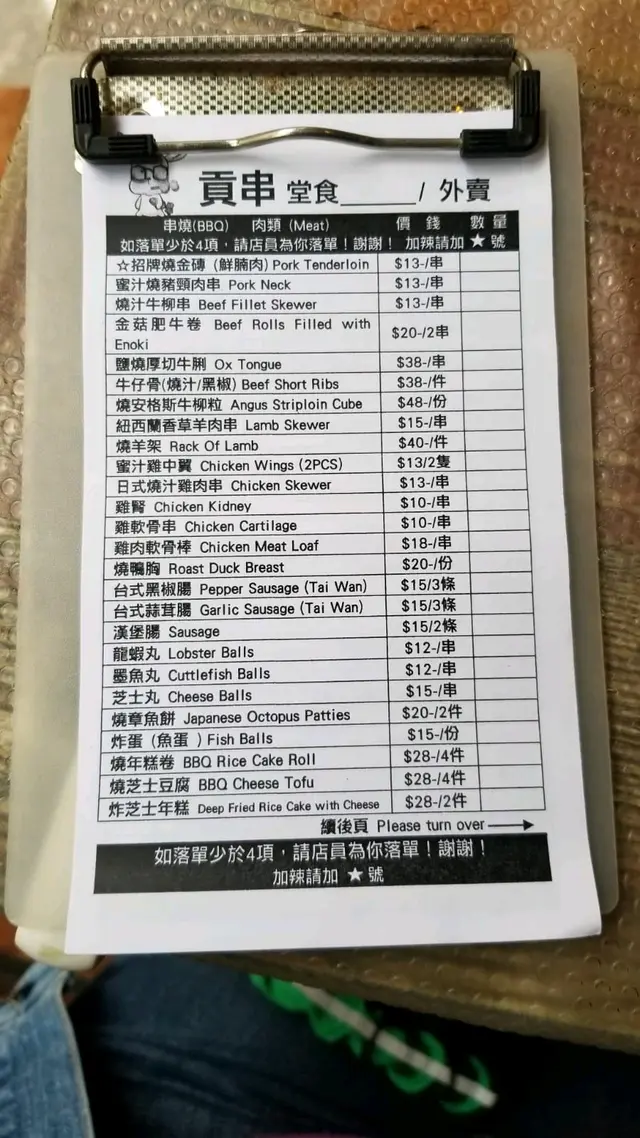 貢串 堂食______/ 外賣
串燒(BBQ) 肉類 (Meat) 價 錢 數 量
如落單少於4項，請店員為你落單！謝謝！ 加辣請加 ★ 號
☆招牌燒金磚 (鮮腩肉) Pork Tenderloin $13-/串
蜜汁燒豬頸肉串 Pork Neck $13-/串
燒汁牛柳串 Beef Fillet Skewer $13-/串
金菇肥牛卷 Beef Rolls Filled with
Enoki $20-/2串
鹽燒厚切牛脷 Ox Tongue $38-/串
牛仔骨(燒汁/黑椒) Beef Short Ribs $38-/件
燒安格斯牛柳粒 Angus Striploin Cube $48-/份
紐西蘭香草羊肉串 Lamb Skewer $15-/串
燒羊架 Rack Of Lamb $40-/件
蜜汁雞中翼 Chicken Wings (2PCS) $13/2隻
日式燒汁雞肉串 Chicken Skewer $13-/串
雞腎 Chicken Kidney $10-/串
雞軟骨串 Chicken Cartilage $10-/串
雞肉軟骨棒 Chicken Meat Loaf $18-/串
燒鴨胸 Roast Duck Breast $20-/份
台式黑椒腸 Pepper Sausage (Tai Wan) $15/3條
台式蒜茸腸 Garlic Sausage (Tai Wan) $15/3條
漢堡腸 Sausage $15/2條
龍蝦丸 Lobster Balls $12-/串
墨魚丸 Cuttlefish Balls $12-/串
芝士丸 Cheese Balls $15-/串
燒章魚餅 Japanese Octopus Patties $20-/2件
炸蛋 (魚蛋 ) Fish Balls $15-/份
燒年糕卷 BBQ Rice Cake Roll $28-/4件
燒芝士豆腐 BBQ Cheese Tofu $28-/4件
炸芝士年糕 Deep Fried Rice Cake with Cheese $28-/2件
續後頁 Please turn over
如落單少於4項，請店員為你落單！謝謝！
加辣請加 ★ 號